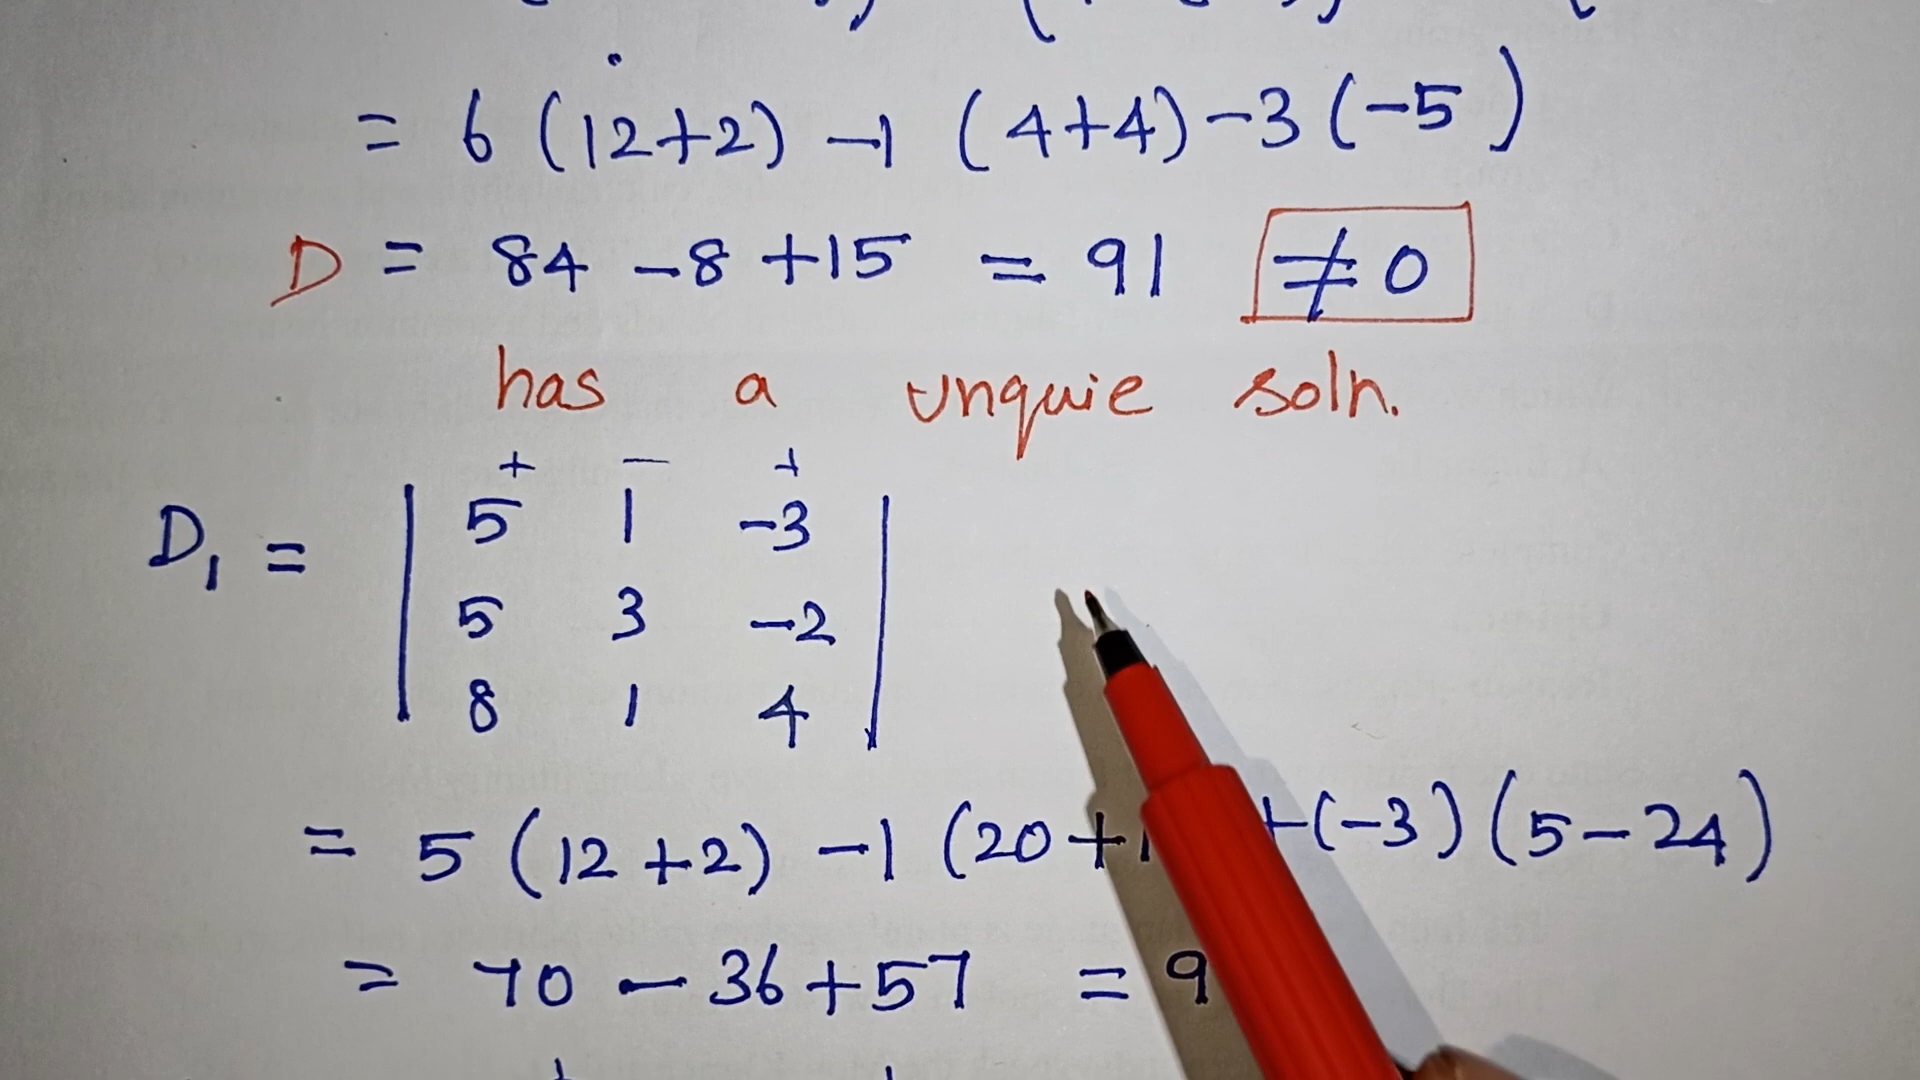 = 6 (12+2) -1 (4+4) -3 (-5)
D = 84 -8 +15 = 91 ≠ 0
has a unquie soln.
+ - +
D₁ = | 5 1 -3 |
| 5 3 -2 |
| 8 1 4 |
= 5 (12+2) -1 (20+1 +(-3) (5-24)
= 70 - 36 +57 = 9